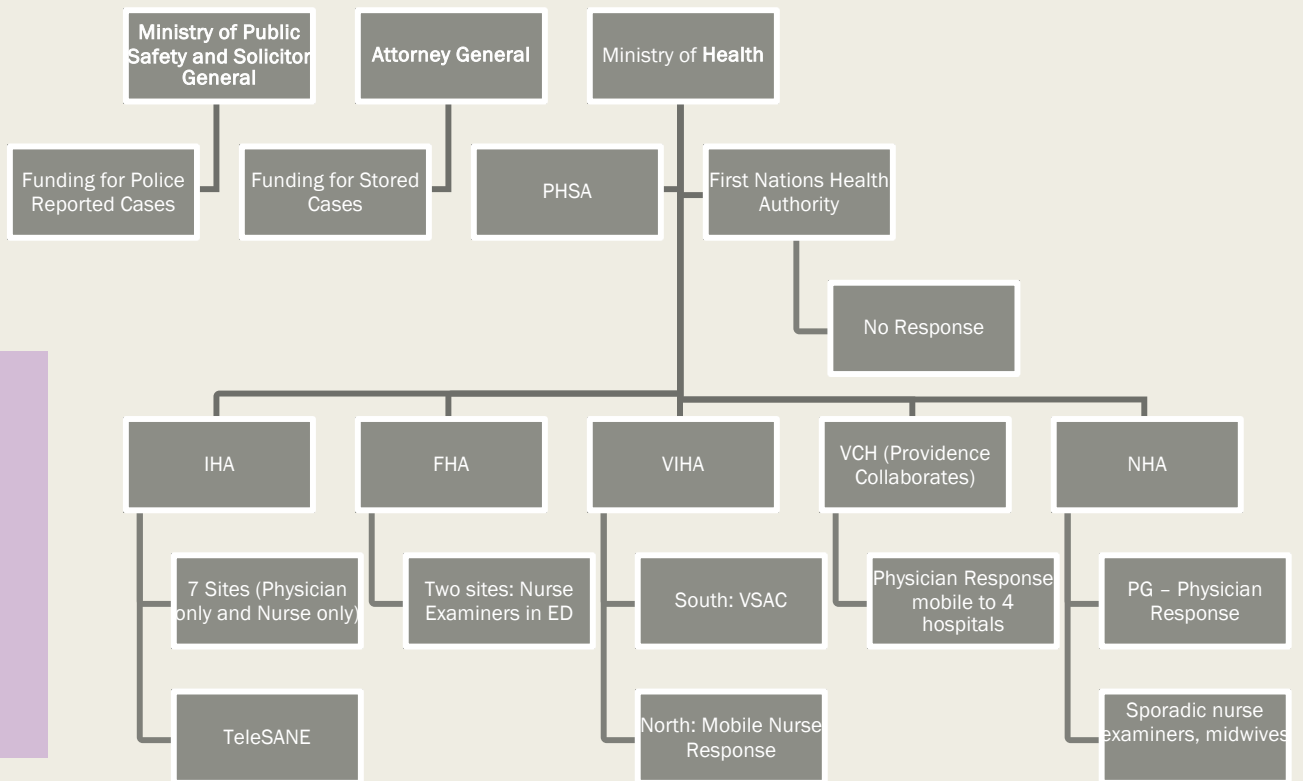 Ministry of Public
Safety and Solicitor
General
Attorney General
Ministry of Health
Funding for Police
Reported Cases
Funding for Stored
Cases
PHSA
First Nations Health
Authority
No Response
IHA
FHA
VIHA
VCH (Providence
Collaborates)
NHA
7 Sites (Physician
only and Nurse only)
Two sites: Nurse
Examiners in ED
South: VSAC
Physician Response
mobile to 4
hospitals
PG – Physician
Response
TeleSANE
North: Mobile Nurse
Response
Sporadic nurse
examiners, midwives